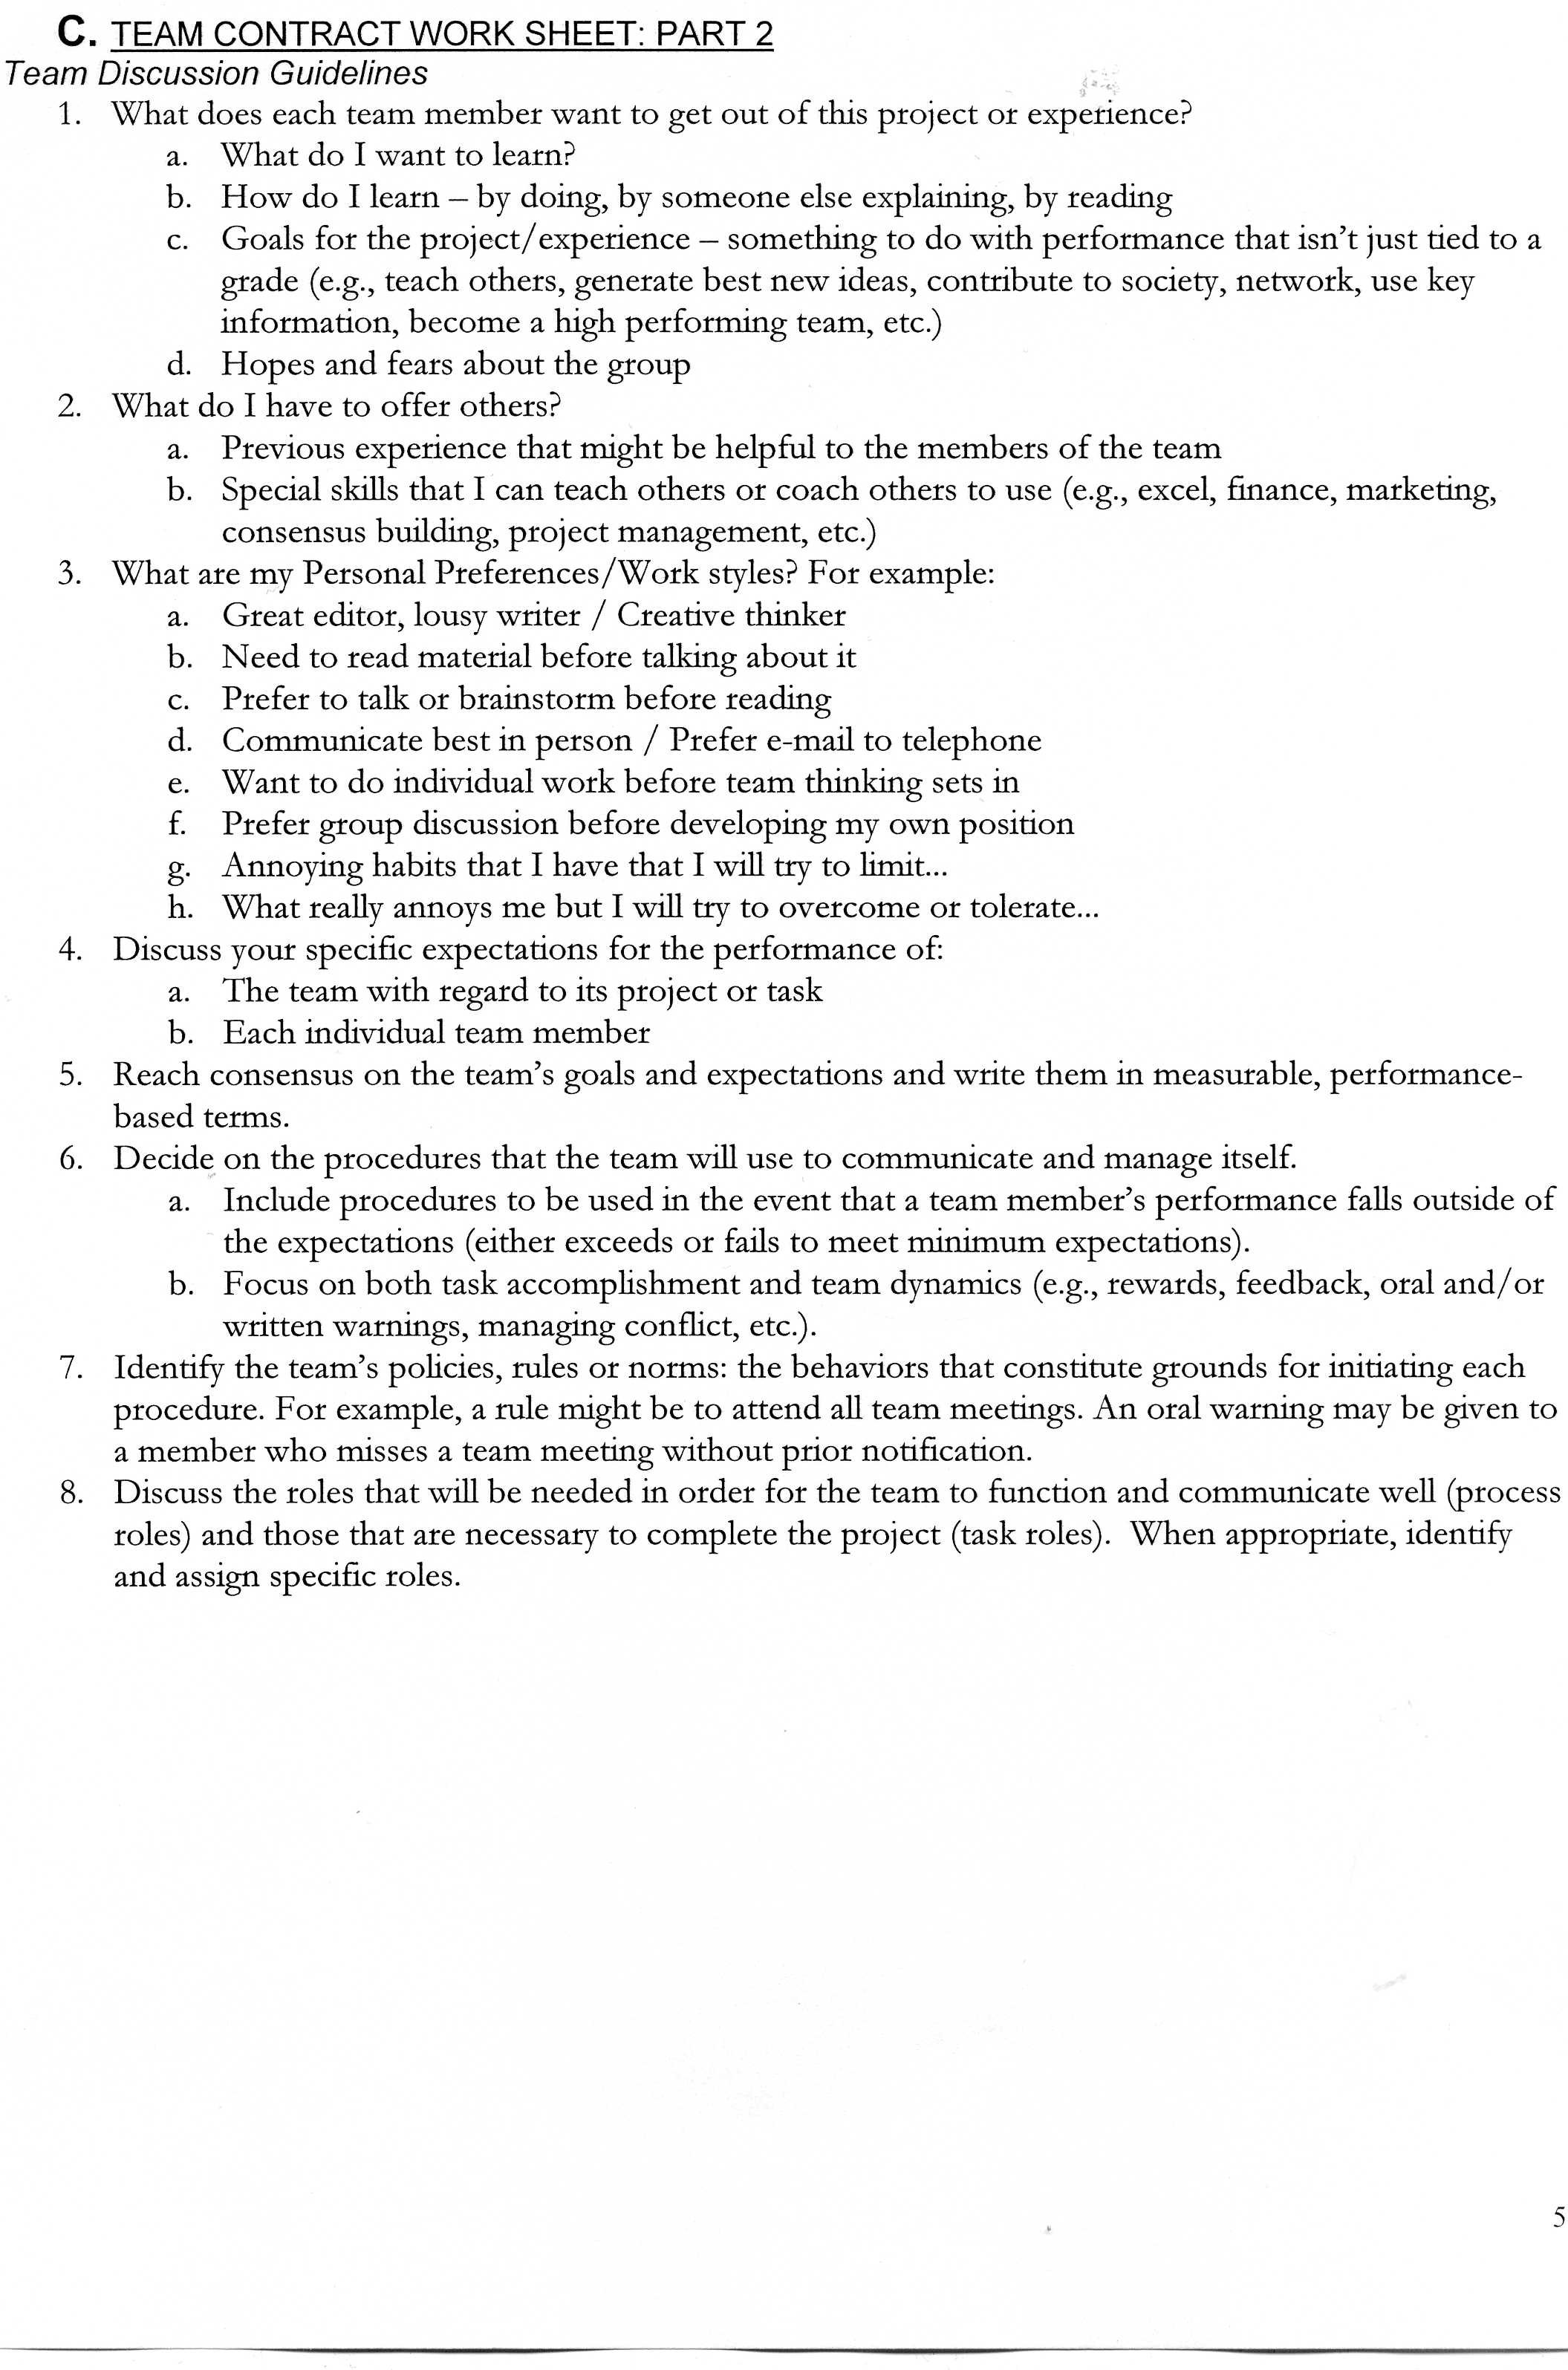 C. TEAM CONTRACT WORK SHEET: PART 2
Team Discussion Guidelines
1. What does each team member want to get out of this project or experience?
a. What do I want to learn?
b. How do I learn – by doing, by someone else explaining, by reading
c. Goals for the project/experience – something to do with performance that isn't just tied to a
grade (e.g., teach others, generate best new ideas, contribute to society, network, use key
information, become a high performing team, etc.)
d. Hopes and fears about the group
2. What do I have to offer others?
a. Previous experience that might be helpful to the members of the team
b. Special skills that I can teach others or coach others to use (e.g., excel, finance, marketing,
consensus building, project management, etc.)
3. What are my Personal Preferences/Work styles? For example:
a. Great editor, lousy writer / Creative thinker
b. Need to read material before talking about it
c. Prefer to talk or brainstorm before reading
d. Communicate best in person / Prefer e-mail to telephone
e. Want to do individual work before team thinking sets in
f. Prefer group discussion before developing my own position
g. Annoying habits that I have that I will try to limit...
h. What really annoys me but I will try to overcome or tolerate...
4. Discuss your specific expectations for the performance of:
a. The team with regard to its project or task
b. Each individual team member
5. Reach consensus on the team's goals and expectations and write them in measurable, performance-
based terms.
6. Decide on the procedures that the team will use to communicate and manage itself.
a. Include procedures to be used in the event that a team member's performance falls outside of
the expectations (either exceeds or fails to meet minimum expectations).
b. Focus on both task accomplishment and team dynamics (e.g., rewards, feedback, oral and/or
written warnings, managing conflict, etc.).
7. Identify the team's policies, rules or norms: the behaviors that constitute grounds for initiating each
procedure. For example, a rule might be to attend all team meetings. An oral warning may be given to
a member who misses a team meeting without prior notification.
8. Discuss the roles that will be needed in order for the team to function and communicate well (process
roles) and those that are necessary to complete the project (task roles).  When appropriate, identify
and assign specific roles.
5